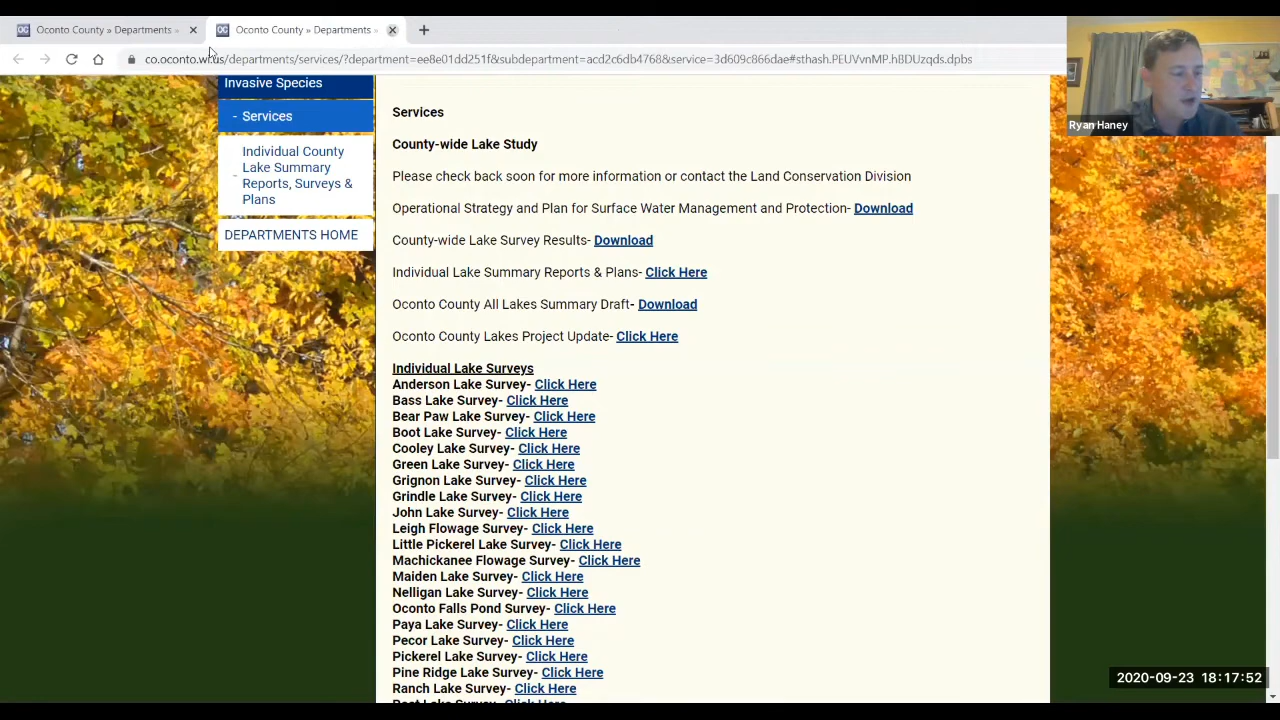 Oconto County » Departments »
Oconto County » Departments »
co.oconto.wi.us/departments/services/?department=ee8e01dd251f&subdepartment=acd2c6db4768&service=3d609c866dae#sthash.PEUVvnMP.hBDUzqds.dpbs
Ryan Haney
Invasive Species
- Services
- Individual County
Lake Summary
Reports, Surveys &
Plans
DEPARTMENTS HOME
Services
County-wide Lake Study
Please check back soon for more information or contact the Land Conservation Division
Operational Strategy and Plan for Surface Water Management and Protection- Download
County-wide Lake Survey Results- Download
Individual Lake Summary Reports & Plans- Click Here
Oconto County All Lakes Summary Draft- Download
Oconto County Lakes Project Update- Click Here
Individual Lake Surveys
Anderson Lake Survey- Click Here
Bass Lake Survey- Click Here
Bear Paw Lake Survey- Click Here
Boot Lake Survey- Click Here
Cooley Lake Survey- Click Here
Green Lake Survey- Click Here
Grignon Lake Survey- Click Here
Grindle Lake Survey- Click Here
John Lake Survey- Click Here
Leigh Flowage Survey- Click Here
Little Pickerel Lake Survey- Click Here
Machickanee Flowage Survey- Click Here
Maiden Lake Survey- Click Here
Nelligan Lake Survey- Click Here
Oconto Falls Pond Survey- Click Here
Paya Lake Survey- Click Here
Pecor Lake Survey- Click Here
Pickerel Lake Survey- Click Here
Pine Ridge Lake Survey- Click Here
Ranch Lake Survey- Click Here
2020-09-23 18:17:52